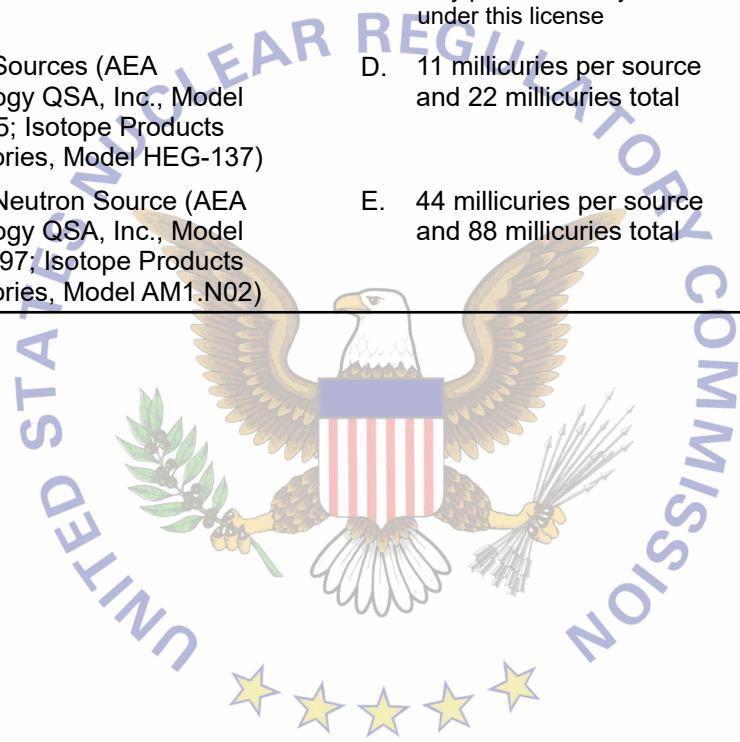 under this license
Sources (AEA
ogy QSA, Inc., Model
5; Isotope Products
ories, Model HEG-137)
D. 11 millicuries per source
and 22 millicuries total
Neutron Source (AEA
ogy QSA, Inc., Model
97; Isotope Products
ories, Model AM1.N02)
E. 44 millicuries per source
and 88 millicuries total
UNITED STATES NUCLEAR REGULATORY COMMISSION